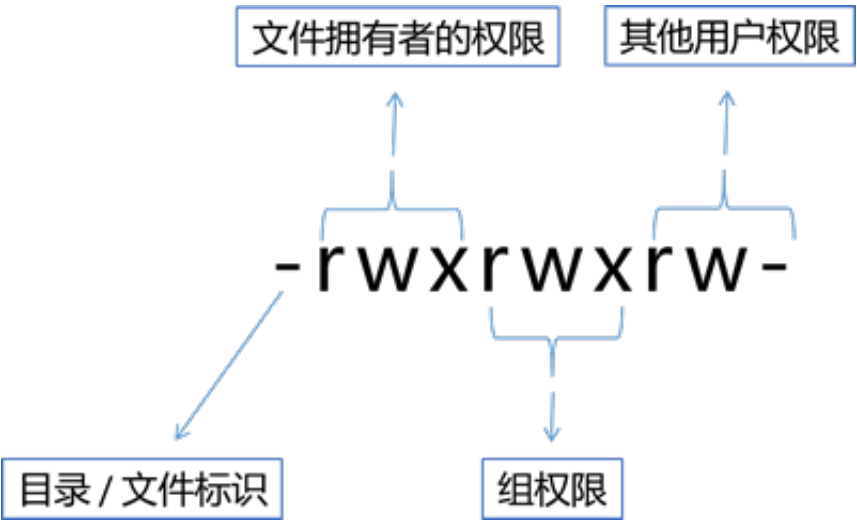 文件拥有者的权限
其他用户权限
-rwxrwxrw-
目录 / 文件标识
组权限